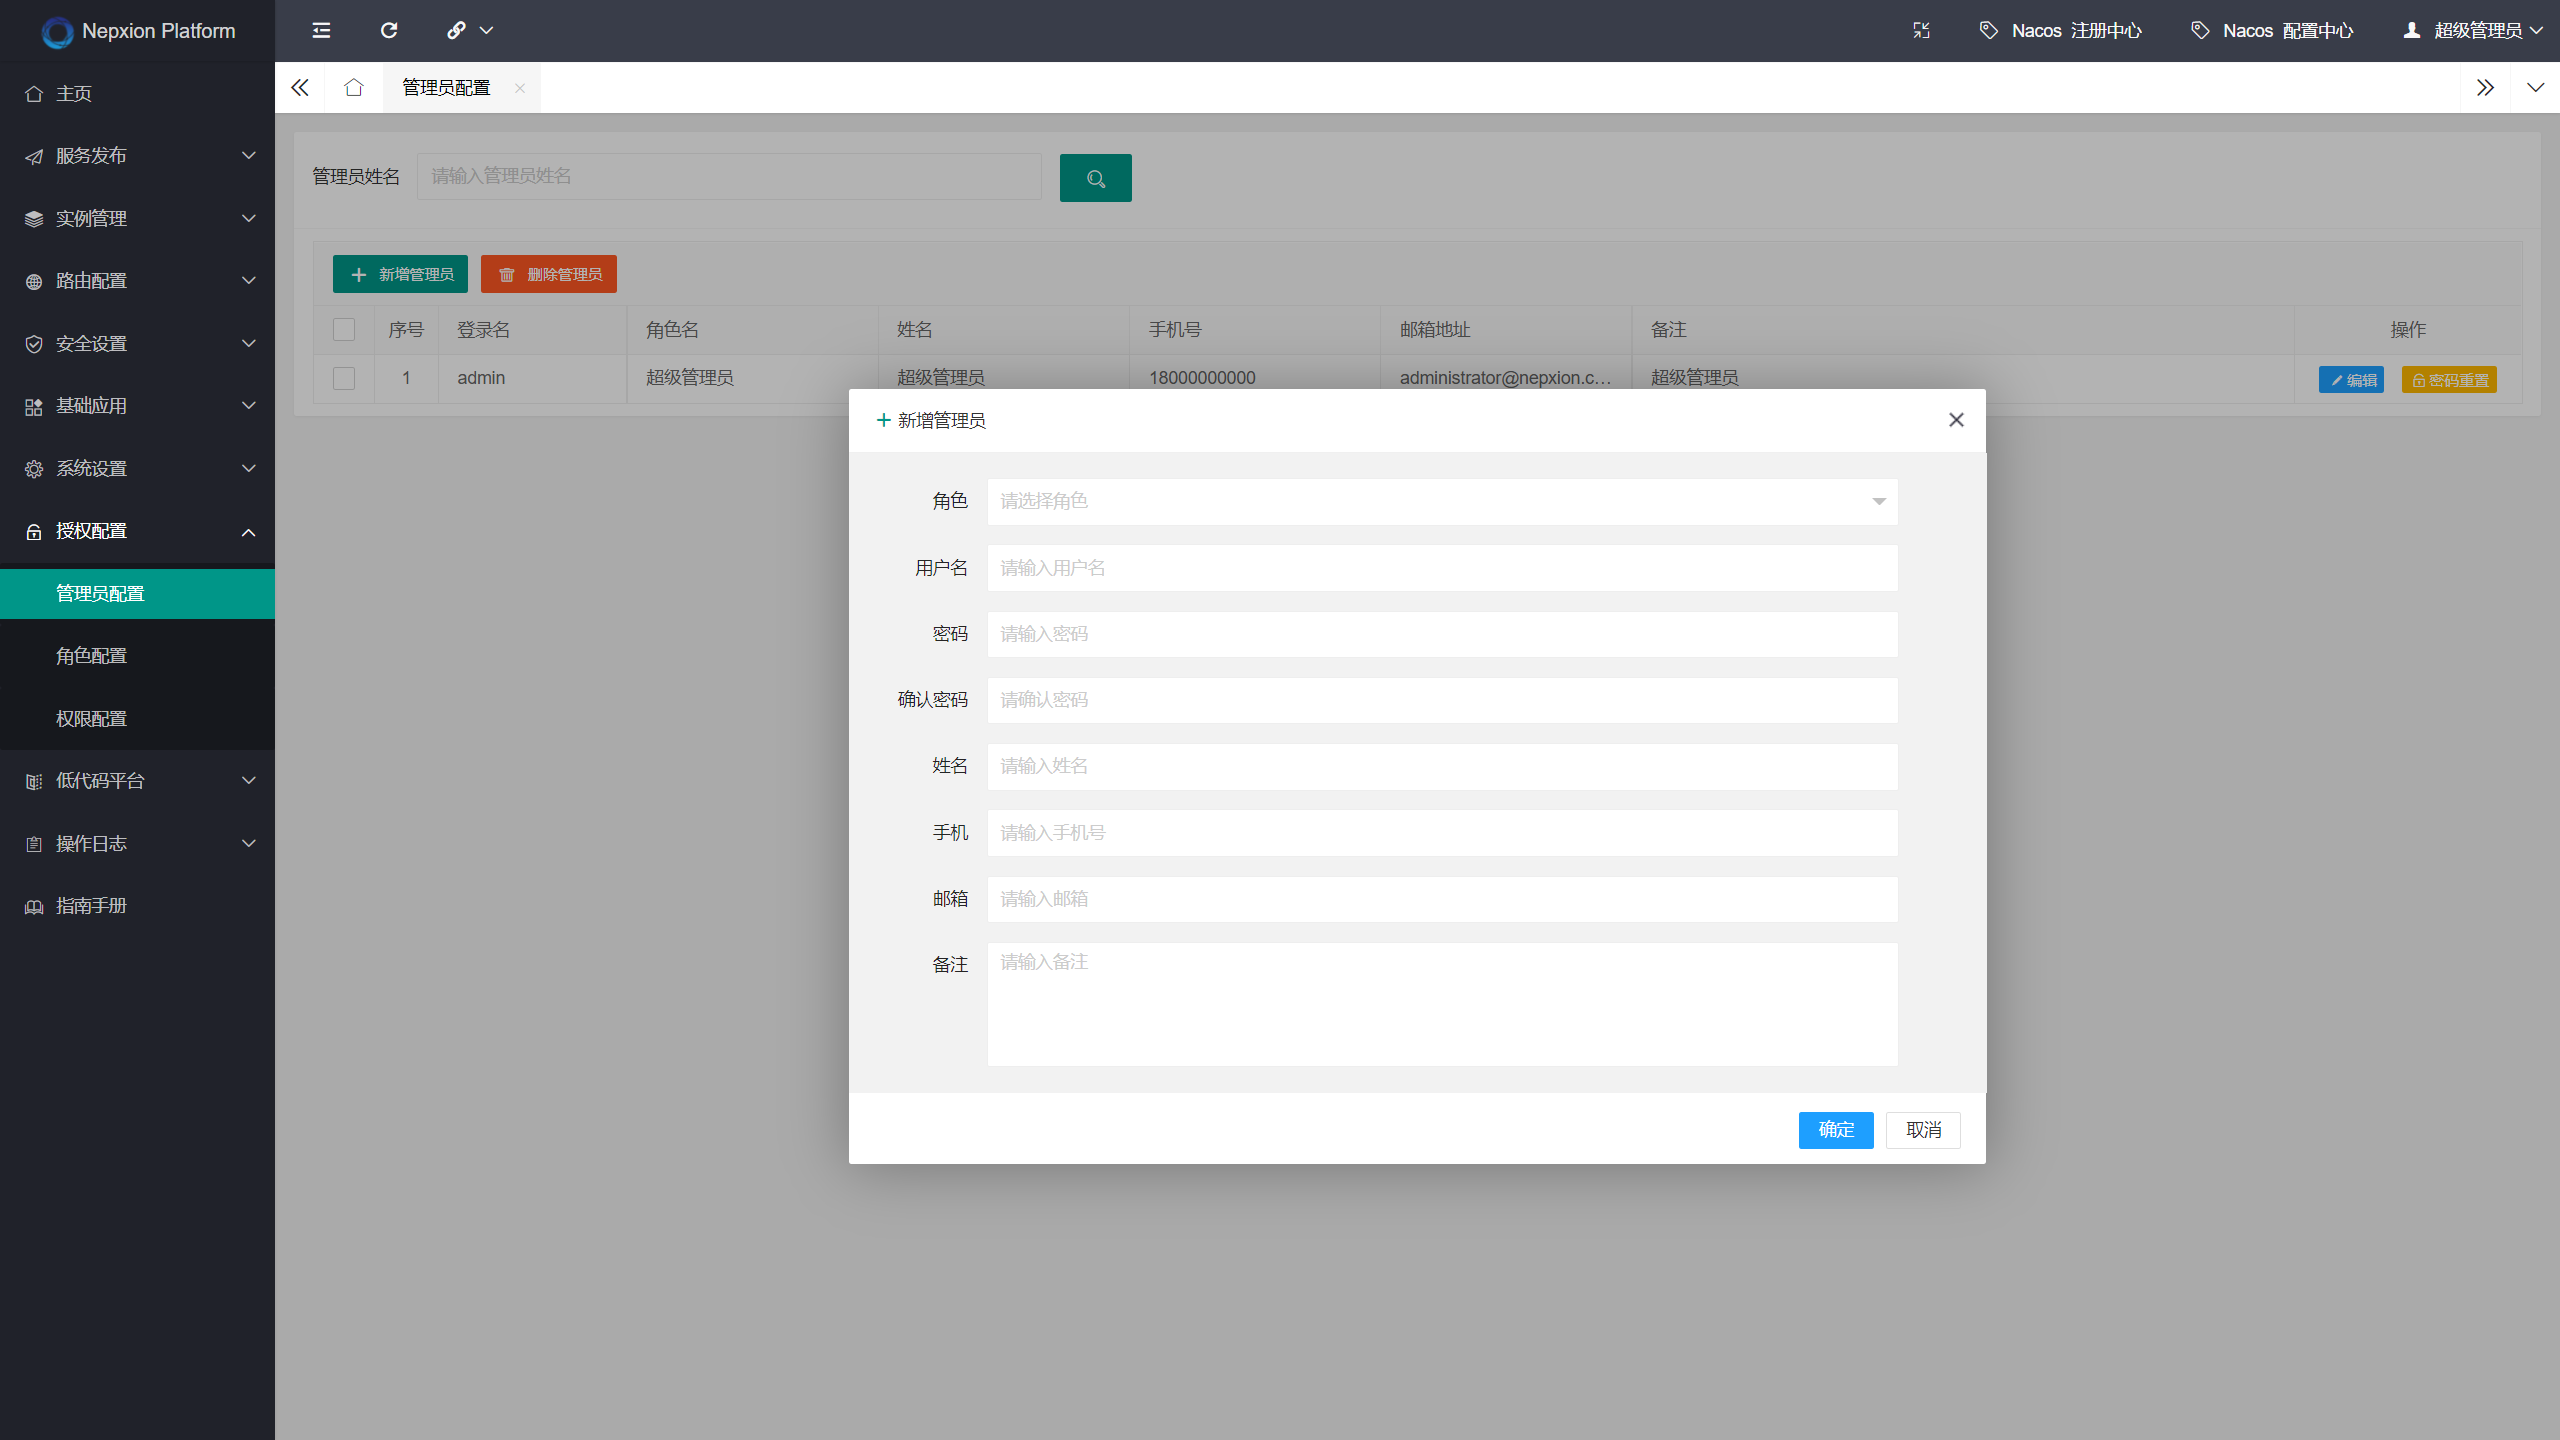 Nepxion Platform
Nacos 注册中心
Nacos 配置中心
超级管理员
主页
服务发布
实例管理
路由配置
安全设置
基础应用
系统设置
授权配置
管理员配置
角色配置
权限配置
低代码平台
操作日志
指南手册
管理员配置
管理员姓名
请输入管理员姓名
新增管理员
删除管理员
序号 登录名 角色名 姓名 手机号 邮箱地址 备注 操作
1 admin 超级管理员 超级管理员 18000000000 administrator@nepxion.c... 超级管理员 编辑 密码重置
新增管理员
角色 请选择角色
用户名 请输入用户名
密码 请输入密码
确认密码 请确认密码
姓名 请输入姓名
手机 请输入手机号
邮箱 请输入邮箱
备注 请输入备注
确定 取消